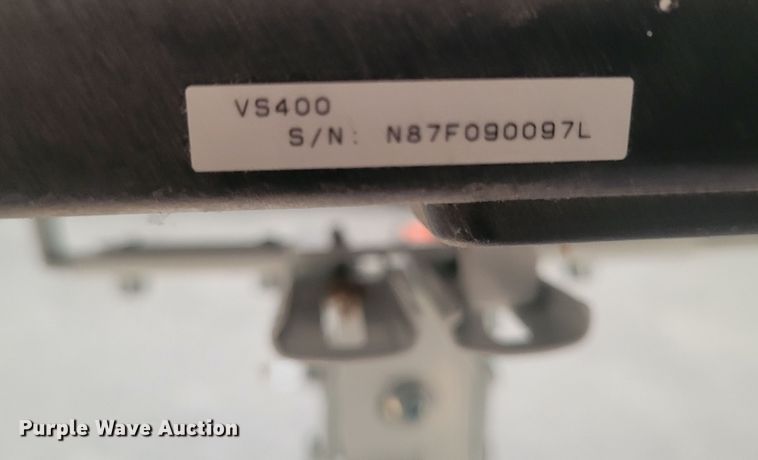 VS400
S/N: N87F090097L
Purple Wave Auction